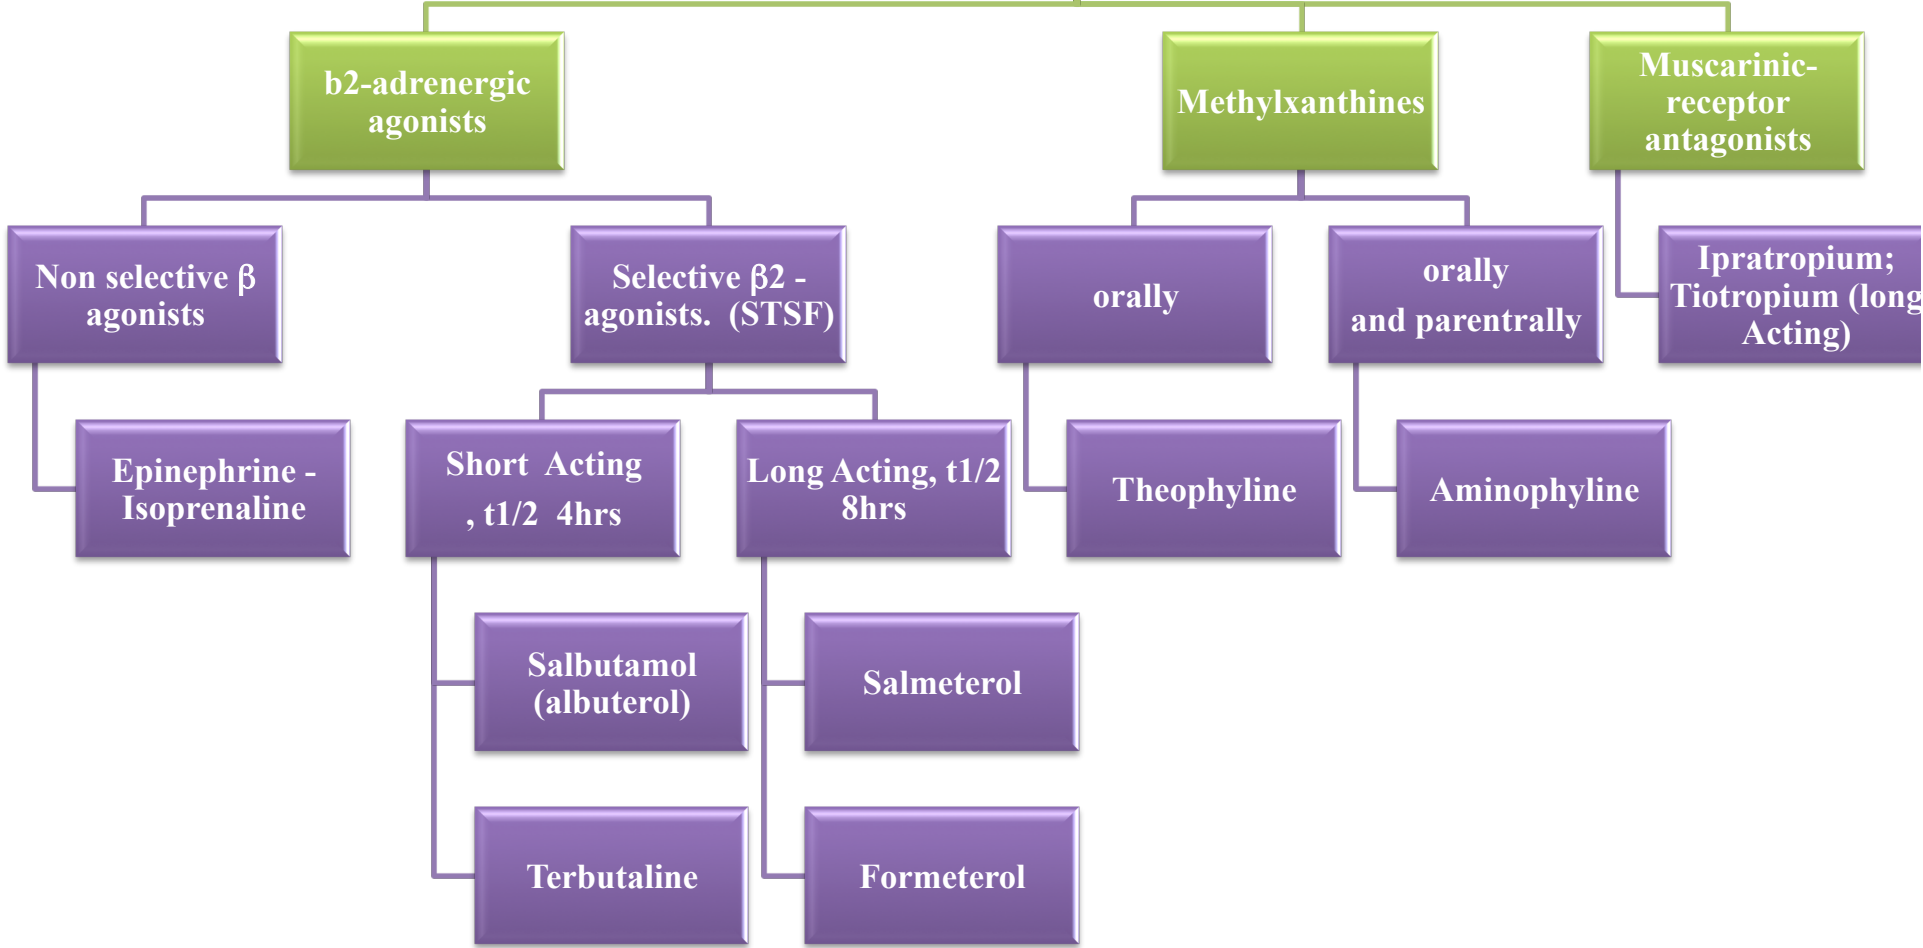 b2-adrenergic
agonists
Methylxanthines
Muscarinic-
receptor
antagonists
Non selective β
agonists
Selective β2 -
agonists.  (STSF)
orally
orally
and parentrally
Ipratropium;
Tiotropium (long
Acting)
Epinephrine -
Isoprenaline
Short  Acting
, t1/2  4hrs
Long Acting, t1/2
8hrs
Theophyline
Aminophyline
Salbutamol
(albuterol)
Salmeterol
Terbutaline
Formeterol